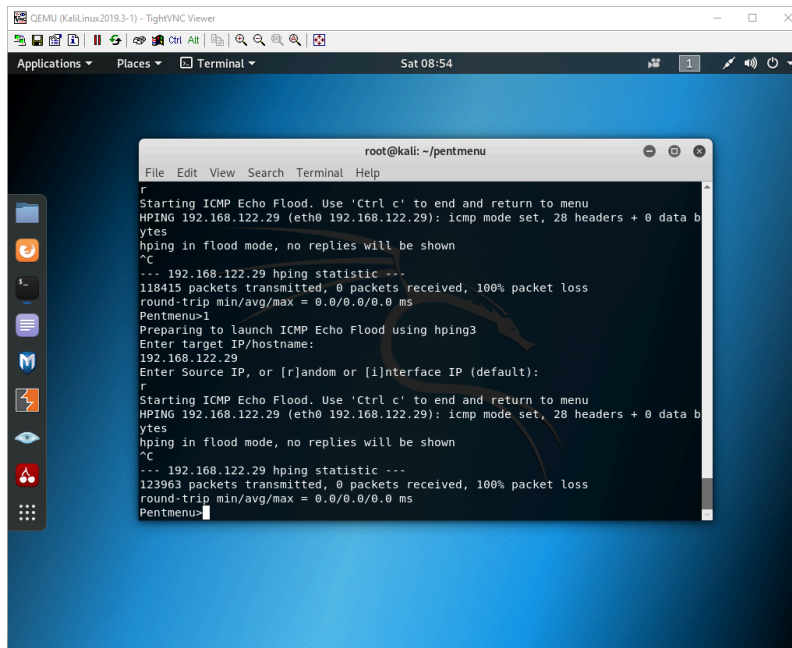 QEMU (KaliLinux2019.3-1) - TightVNC Viewer
Ctrl Alt
Applications Places Terminal Sat 08:54 1
root@kali: ~/pentmenu
File Edit View Search Terminal Help
r
Starting ICMP Echo Flood. Use 'Ctrl c' to end and return to menu
HPING 192.168.122.29 (eth0 192.168.122.29): icmp mode set, 28 headers + 0 data b
ytes
hping in flood mode, no replies will be shown
^C
--- 192.168.122.29 hping statistic ---
118415 packets transmitted, 0 packets received, 100% packet loss
round-trip min/avg/max = 0.0/0.0/0.0 ms
Pentmenu>1
Preparing to launch ICMP Echo Flood using hping3
Enter target IP/hostname:
192.168.122.29
Enter Source IP, or [r]andom or [i]nterface IP (default):
r
Starting ICMP Echo Flood. Use 'Ctrl c' to end and return to menu
HPING 192.168.122.29 (eth0 192.168.122.29): icmp mode set, 28 headers + 0 data b
ytes
hping in flood mode, no replies will be shown
^C
--- 192.168.122.29 hping statistic ---
123963 packets transmitted, 0 packets received, 100% packet loss
round-trip min/avg/max = 0.0/0.0/0.0 ms
Pentmenu>